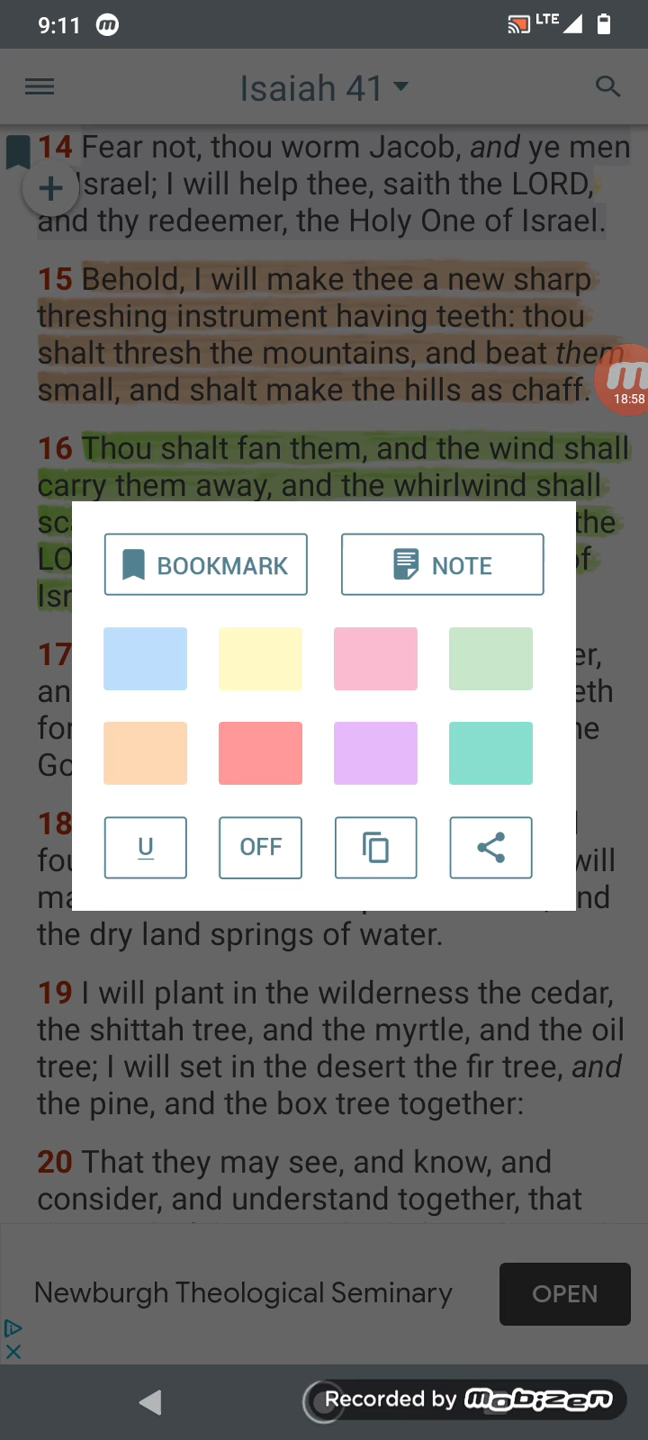 9:11
LTE
Isaiah 41
14 Fear not, thou worm Jacob, and ye men
Israel; I will help thee, saith the LORD,
and thy redeemer, the Holy One of Israel.
15 Behold, I will make thee a new sharp
threshing instrument having teeth: thou
shalt thresh the mountains, and beat them
small, and shalt make the hills as chaff.
18:58
16 Thou shalt fan them, and the wind shall
carry them away, and the whirlwind shall
the
BOOKMARK
NOTE
17
18
will
the dry land springs of water.
U
OFF
19 I will plant in the wilderness the cedar,
the shittah tree, and the myrtle, and the oil
tree; I will set in the desert the fir tree, and
the pine, and the box tree together:
20 That they may see, and know, and
consider, and understand together, that
Newburgh Theological Seminary
OPEN
Recorded by mobizen